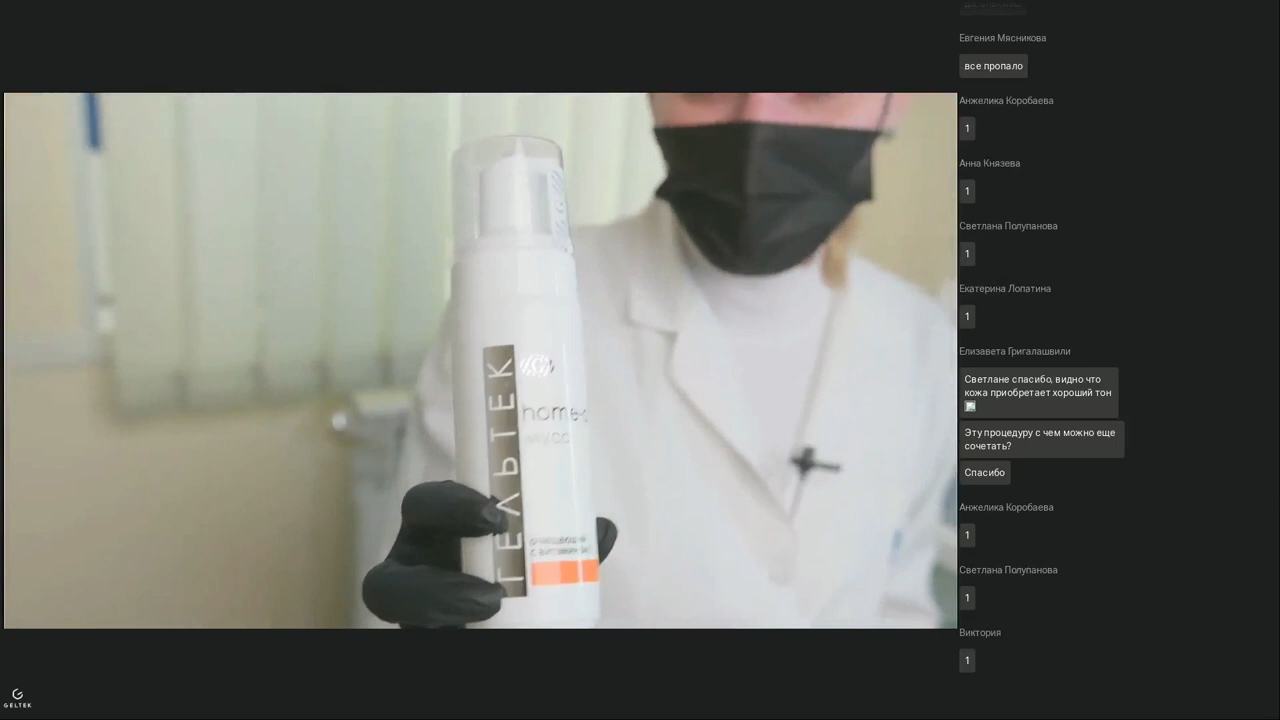 Евгения Мясникова
все пропало
Анжелика Коробаева
1
Анна Князева
1
Светлана Полупанова
1
Екатерина Лопатина
1
Елизавета Григалашвили
Светлане спасибо, видно что
кожа приобретает хороший тон
Эту процедуру с чем можно еще
сочетать?
Спасибо
Анжелика Коробаева
1
Светлана Полупанова
1
Виктория
1
ГЕЛЬТЕК
home
GELTEK